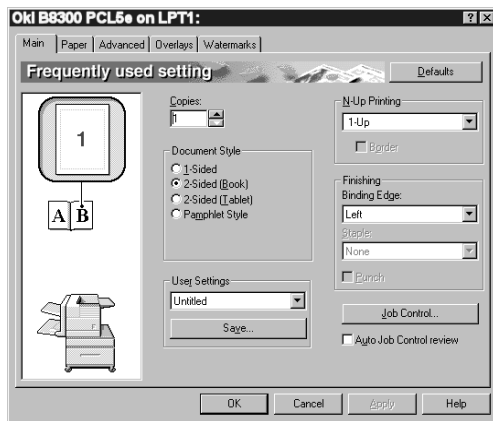 Oki B8300 PCL5e on LPT1:
? X
Main Paper Advanced Overlays Watermarks
Frequently used setting
Defaults
1
A B
Copies:
1
Document Style
1-Sided
2-Sided (Book)
2-Sided (Tablet)
Pamphlet Style
User Settings
Untitled
Save...
N-Up Printing
1-Up
Border
Finishing
Binding Edge:
Left
Staple:
None
Punch
Job Control...
Auto Job Control review
OK Cancel Apply Help